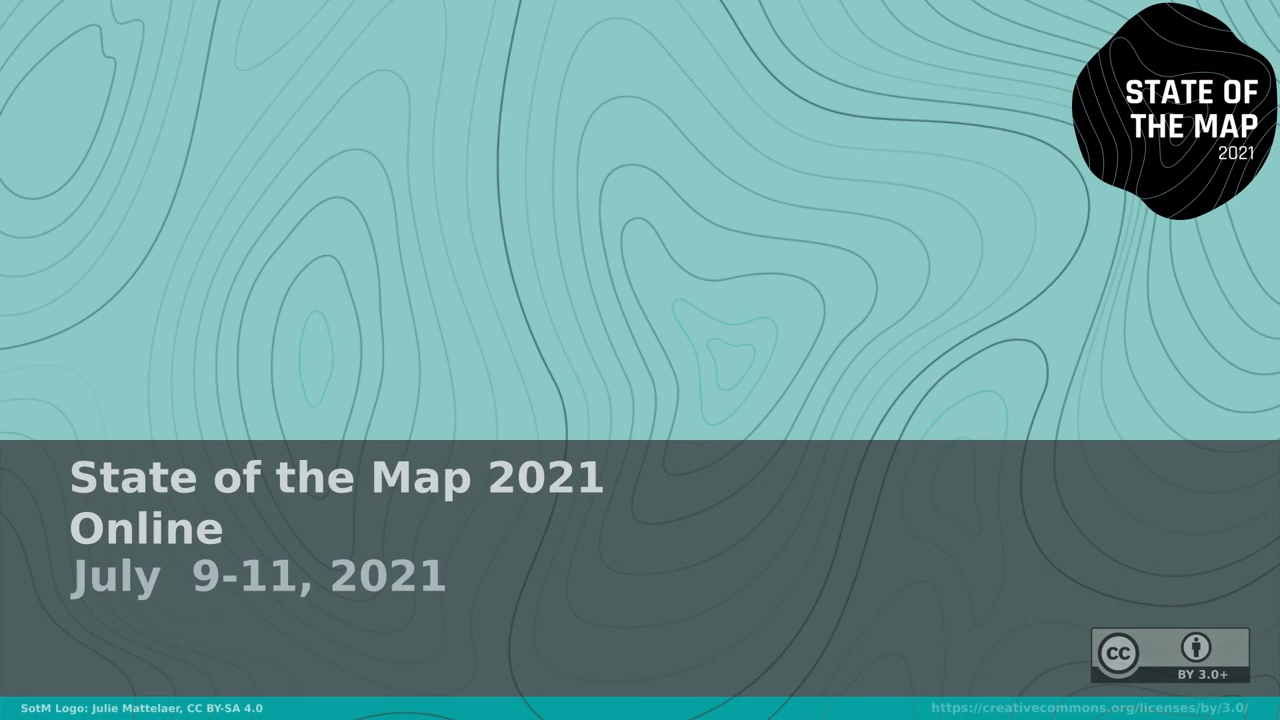 STATE OF
THE MAP
2021
State of the Map 2021
Online
July  9-11, 2021
CC
BY 3.0+
SotM Logo: Julie Mattelaer, CC BY-SA 4.0
https://creativecommons.org/licenses/by/3.0/